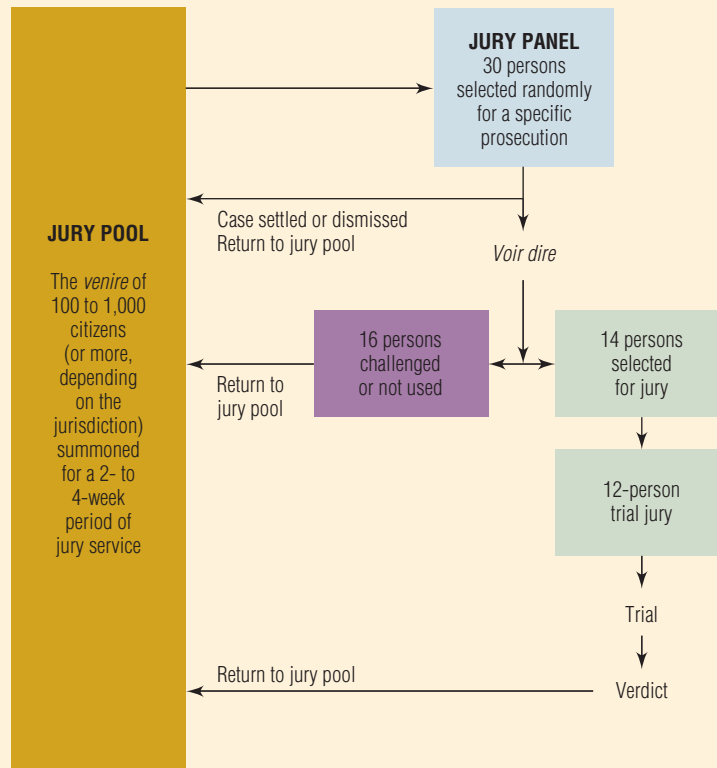 JURY POOL
The venire of
100 to 1,000
citizens
(or more,
depending
on the
jurisdiction)
summoned
for a 2- to
4-week
period of
jury service
JURY PANEL
30 persons
selected randomly
for a specific
prosecution
Case settled or dismissed
Return to jury pool
Voir dire
16 persons
challenged
or not used
Return to
jury pool
14 persons
selected
for jury
12-person
trial jury
Trial
Verdict
Return to jury pool